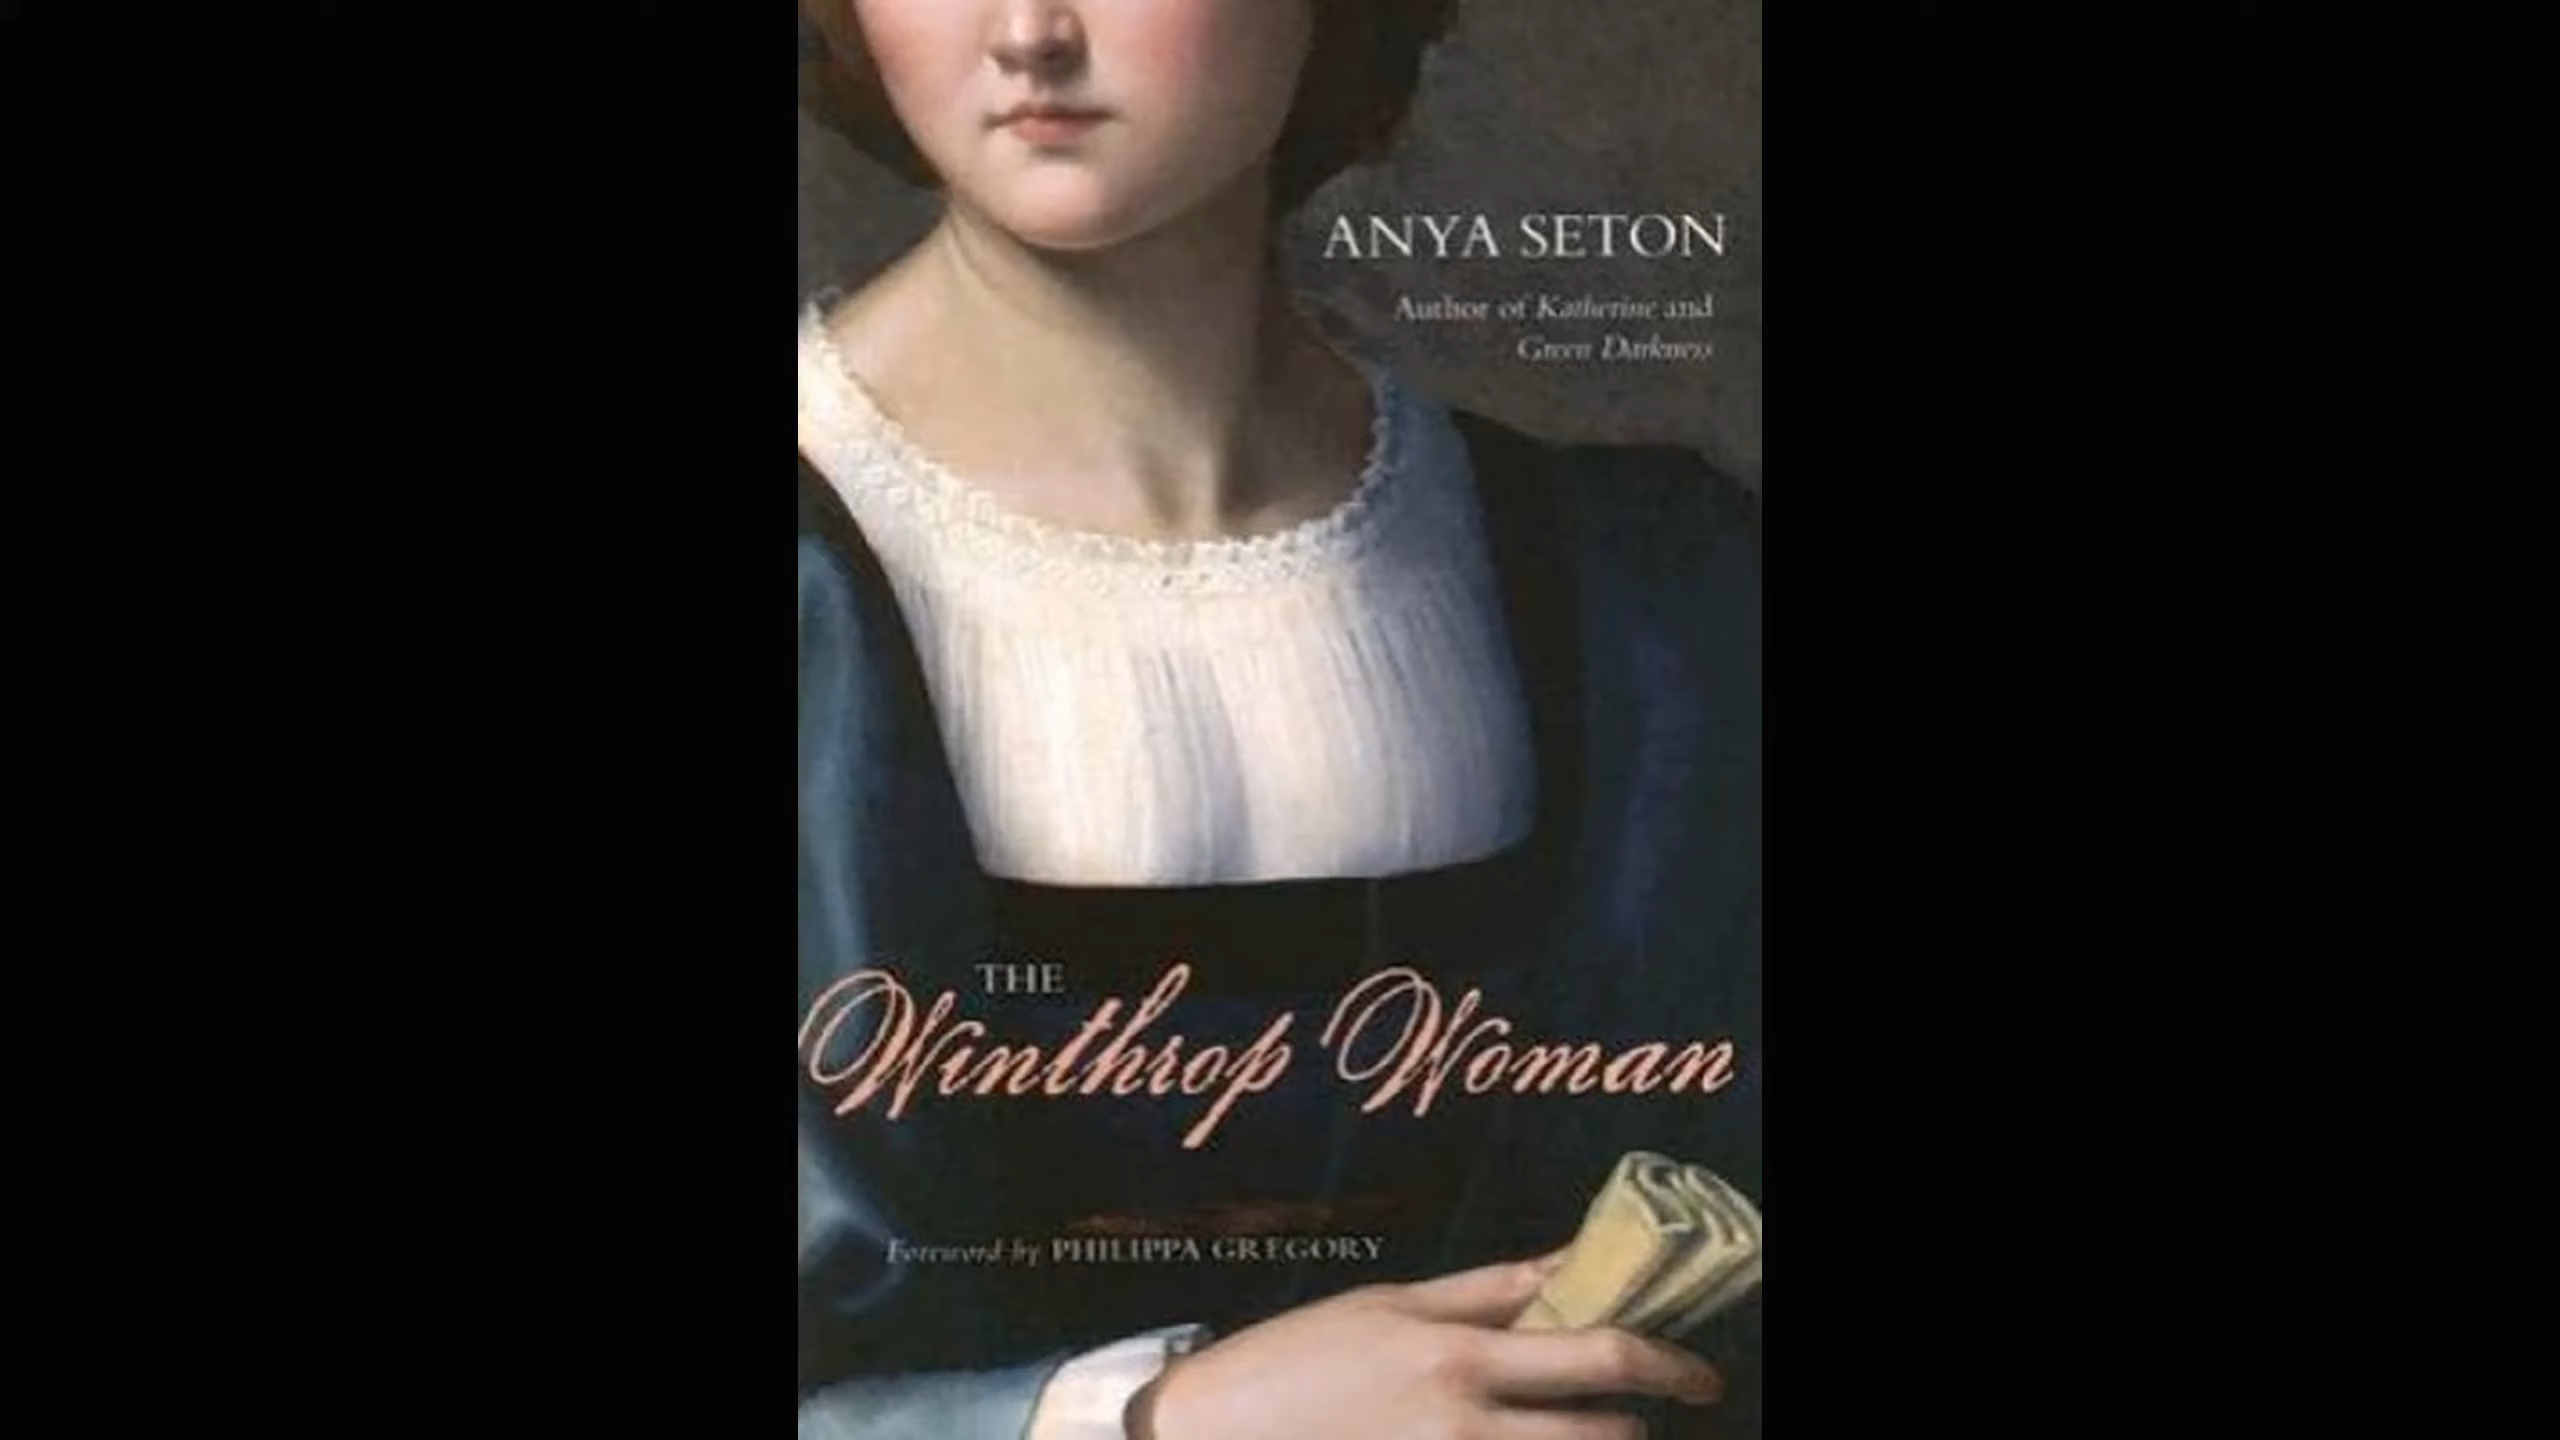 ANYA SETON
Author of Katherine and
Green Darkness
THE
Winthrop Woman
Foreword by PHILIPPA GREGORY